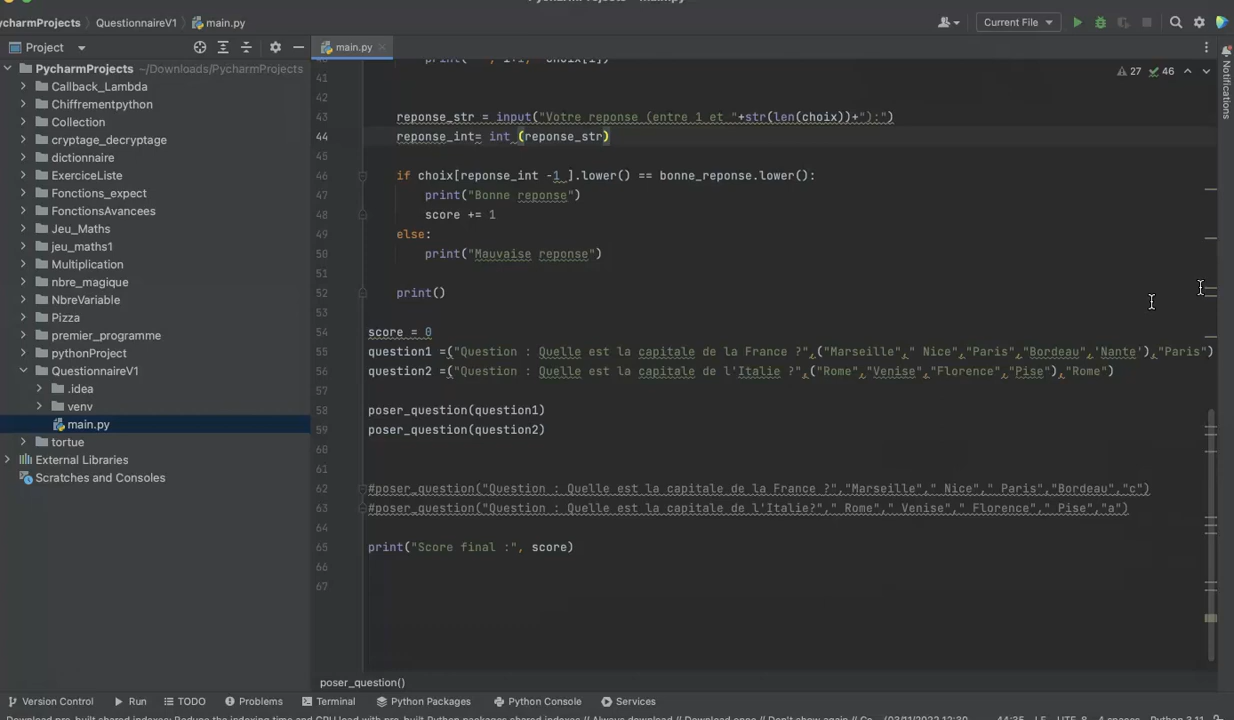 PycharmProjects - main.py
ycharmProjects QuestionnaireV1 main.py Current File
Project main.py
PycharmProjects ~/Downloads/PycharmProjects
Callback_Lambda
Chiffrementpython
Collection
cryptage_decryptage
dictionnaire
ExerciceListe
Fonctions_expect
FonctionsAvancees
Jeu_Maths
jeu_maths1
Multiplication
nbre_magique
NbreVariable
Pizza
premier_programme
pythonProject
QuestionnaireV1
.idea
venv
main.py
tortue
External Libraries
Scratches and Consoles
27 46
Notifications
41
42
43 reponse_str = input("Votre reponse (entre 1 et "+str(len(choix))+"):")
44 reponse_int= int (reponse_str)
45
46 if choix[reponse_int -1 ].lower() == bonne_reponse.lower():
47 print("Bonne reponse")
48 score += 1
49 else:
50 print("Mauvaise reponse")
51
52 print()
53
54 score = 0
55 question1 =("Question : Quelle est la capitale de la France ?",("Marseille"," Nice","Paris","Bordeau",'Nante'),"Paris")
56 question2 =("Question : Quelle est la capitale de l'Italie ?",("Rome","Venise","Florence","Pise"),"Rome")
57
58 poser_question(question1)
59 poser_question(question2)
60
61
62 #poser_question("Question : Quelle est la capitale de la France ?","Marseille"," Nice"," Paris","Bordeau","c")
63 #poser_question("Question : Quelle est la capitale de l'Italie?"," Rome"," Venise"," Florence"," Pise","a")
64
65 print("Score final :", score)
66
67
poser_question()
Version Control Run TODO Problems Terminal Python Packages Python Console Services